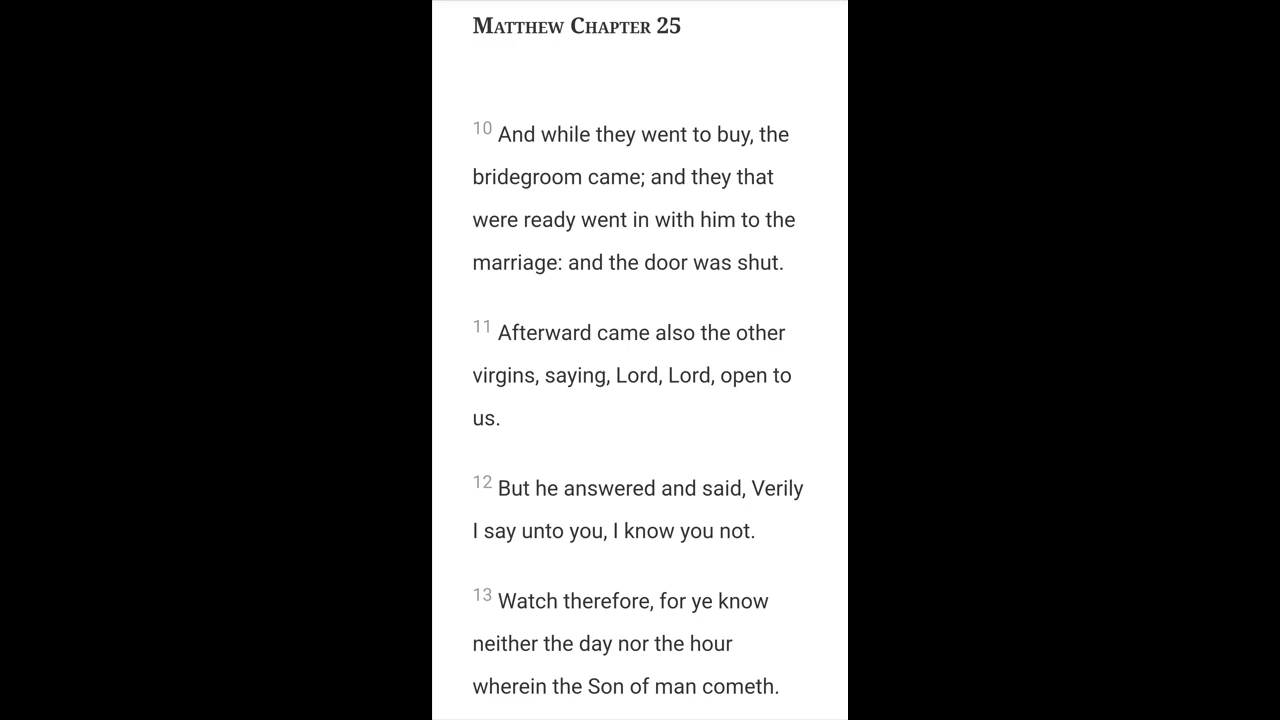 Matthew Chapter 25
10 And while they went to buy, the
bridegroom came; and they that
were ready went in with him to the
marriage: and the door was shut.
11 Afterward came also the other
virgins, saying, Lord, Lord, open to
us.
12 But he answered and said, Verily
I say unto you, I know you not.
13 Watch therefore, for ye know
neither the day nor the hour
wherein the Son of man cometh.